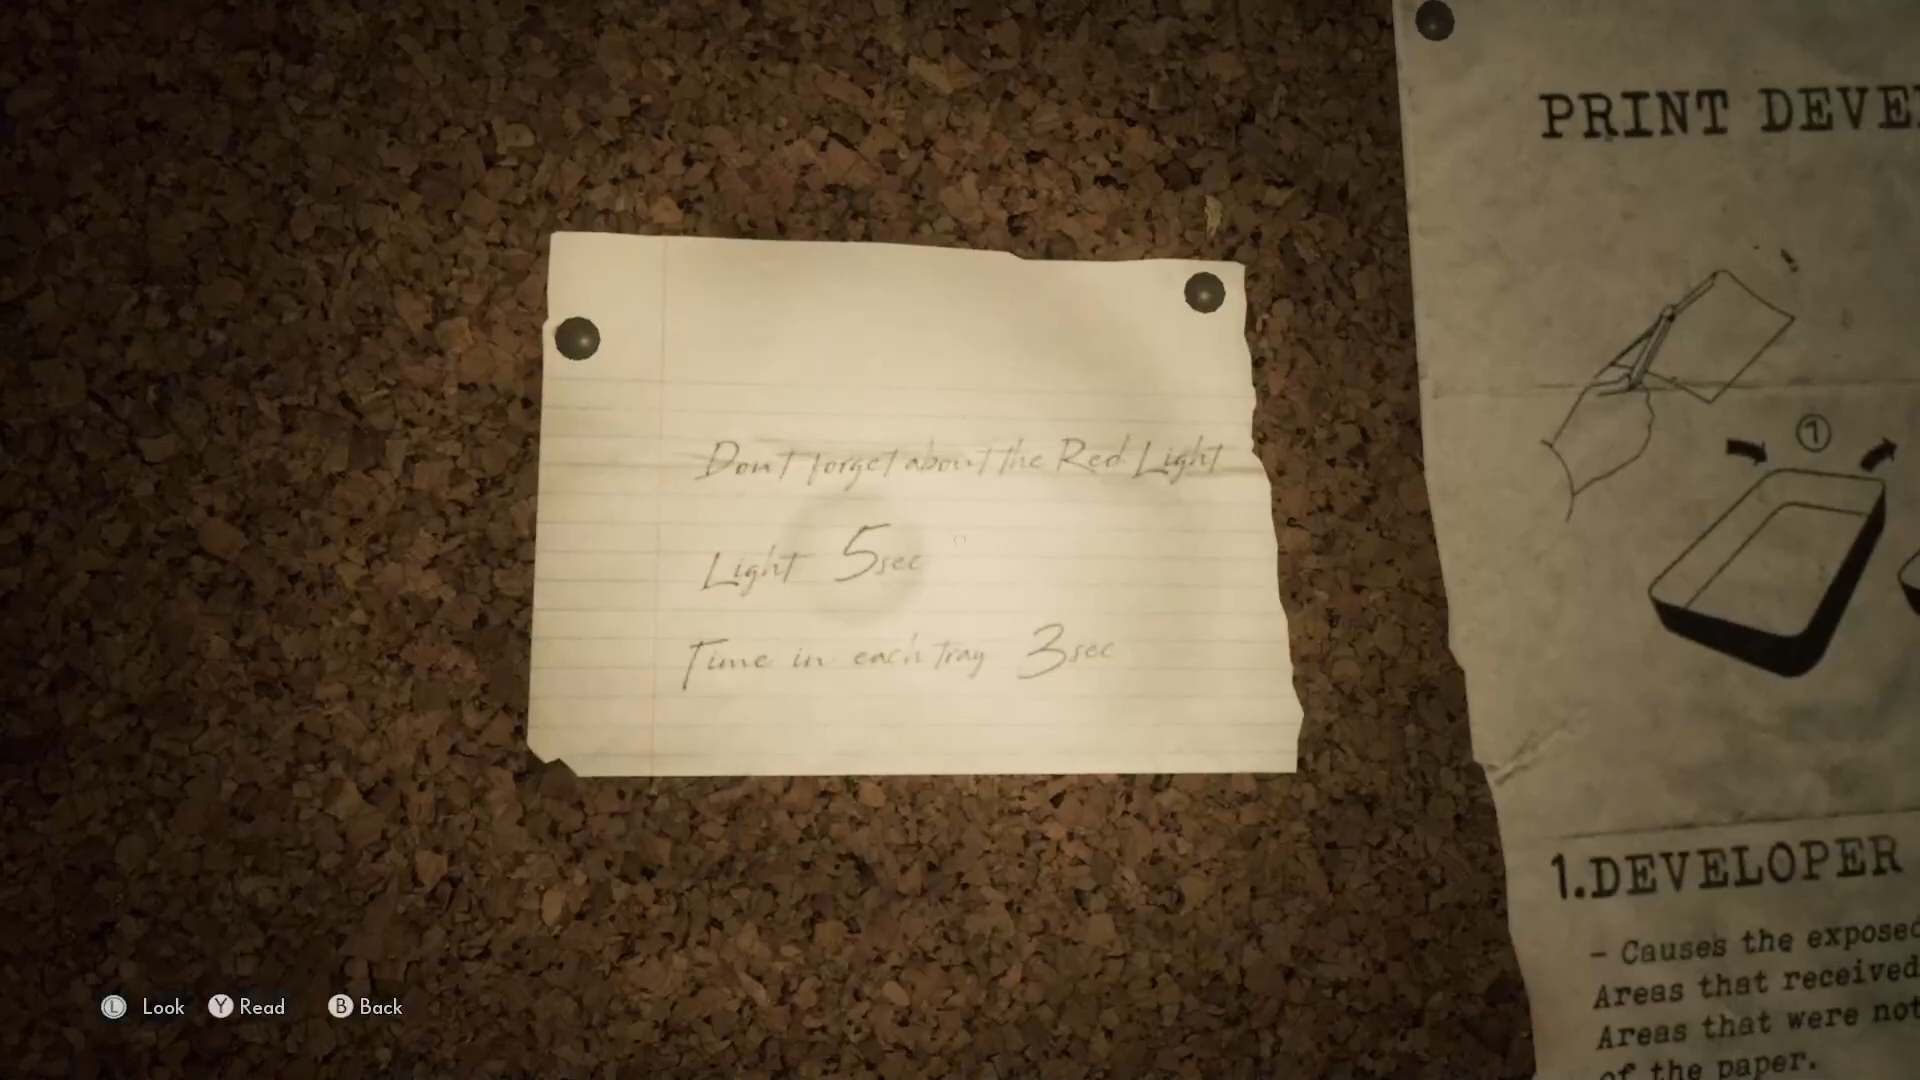 Dont forget about the Red Light
Light 5sec
Time in each tray 3sec
PRINT DEVE
1
1.DEVELOPER
- Causes the exposed
Areas that received
Areas that were not
of the paper.
L Look Y Read B Back